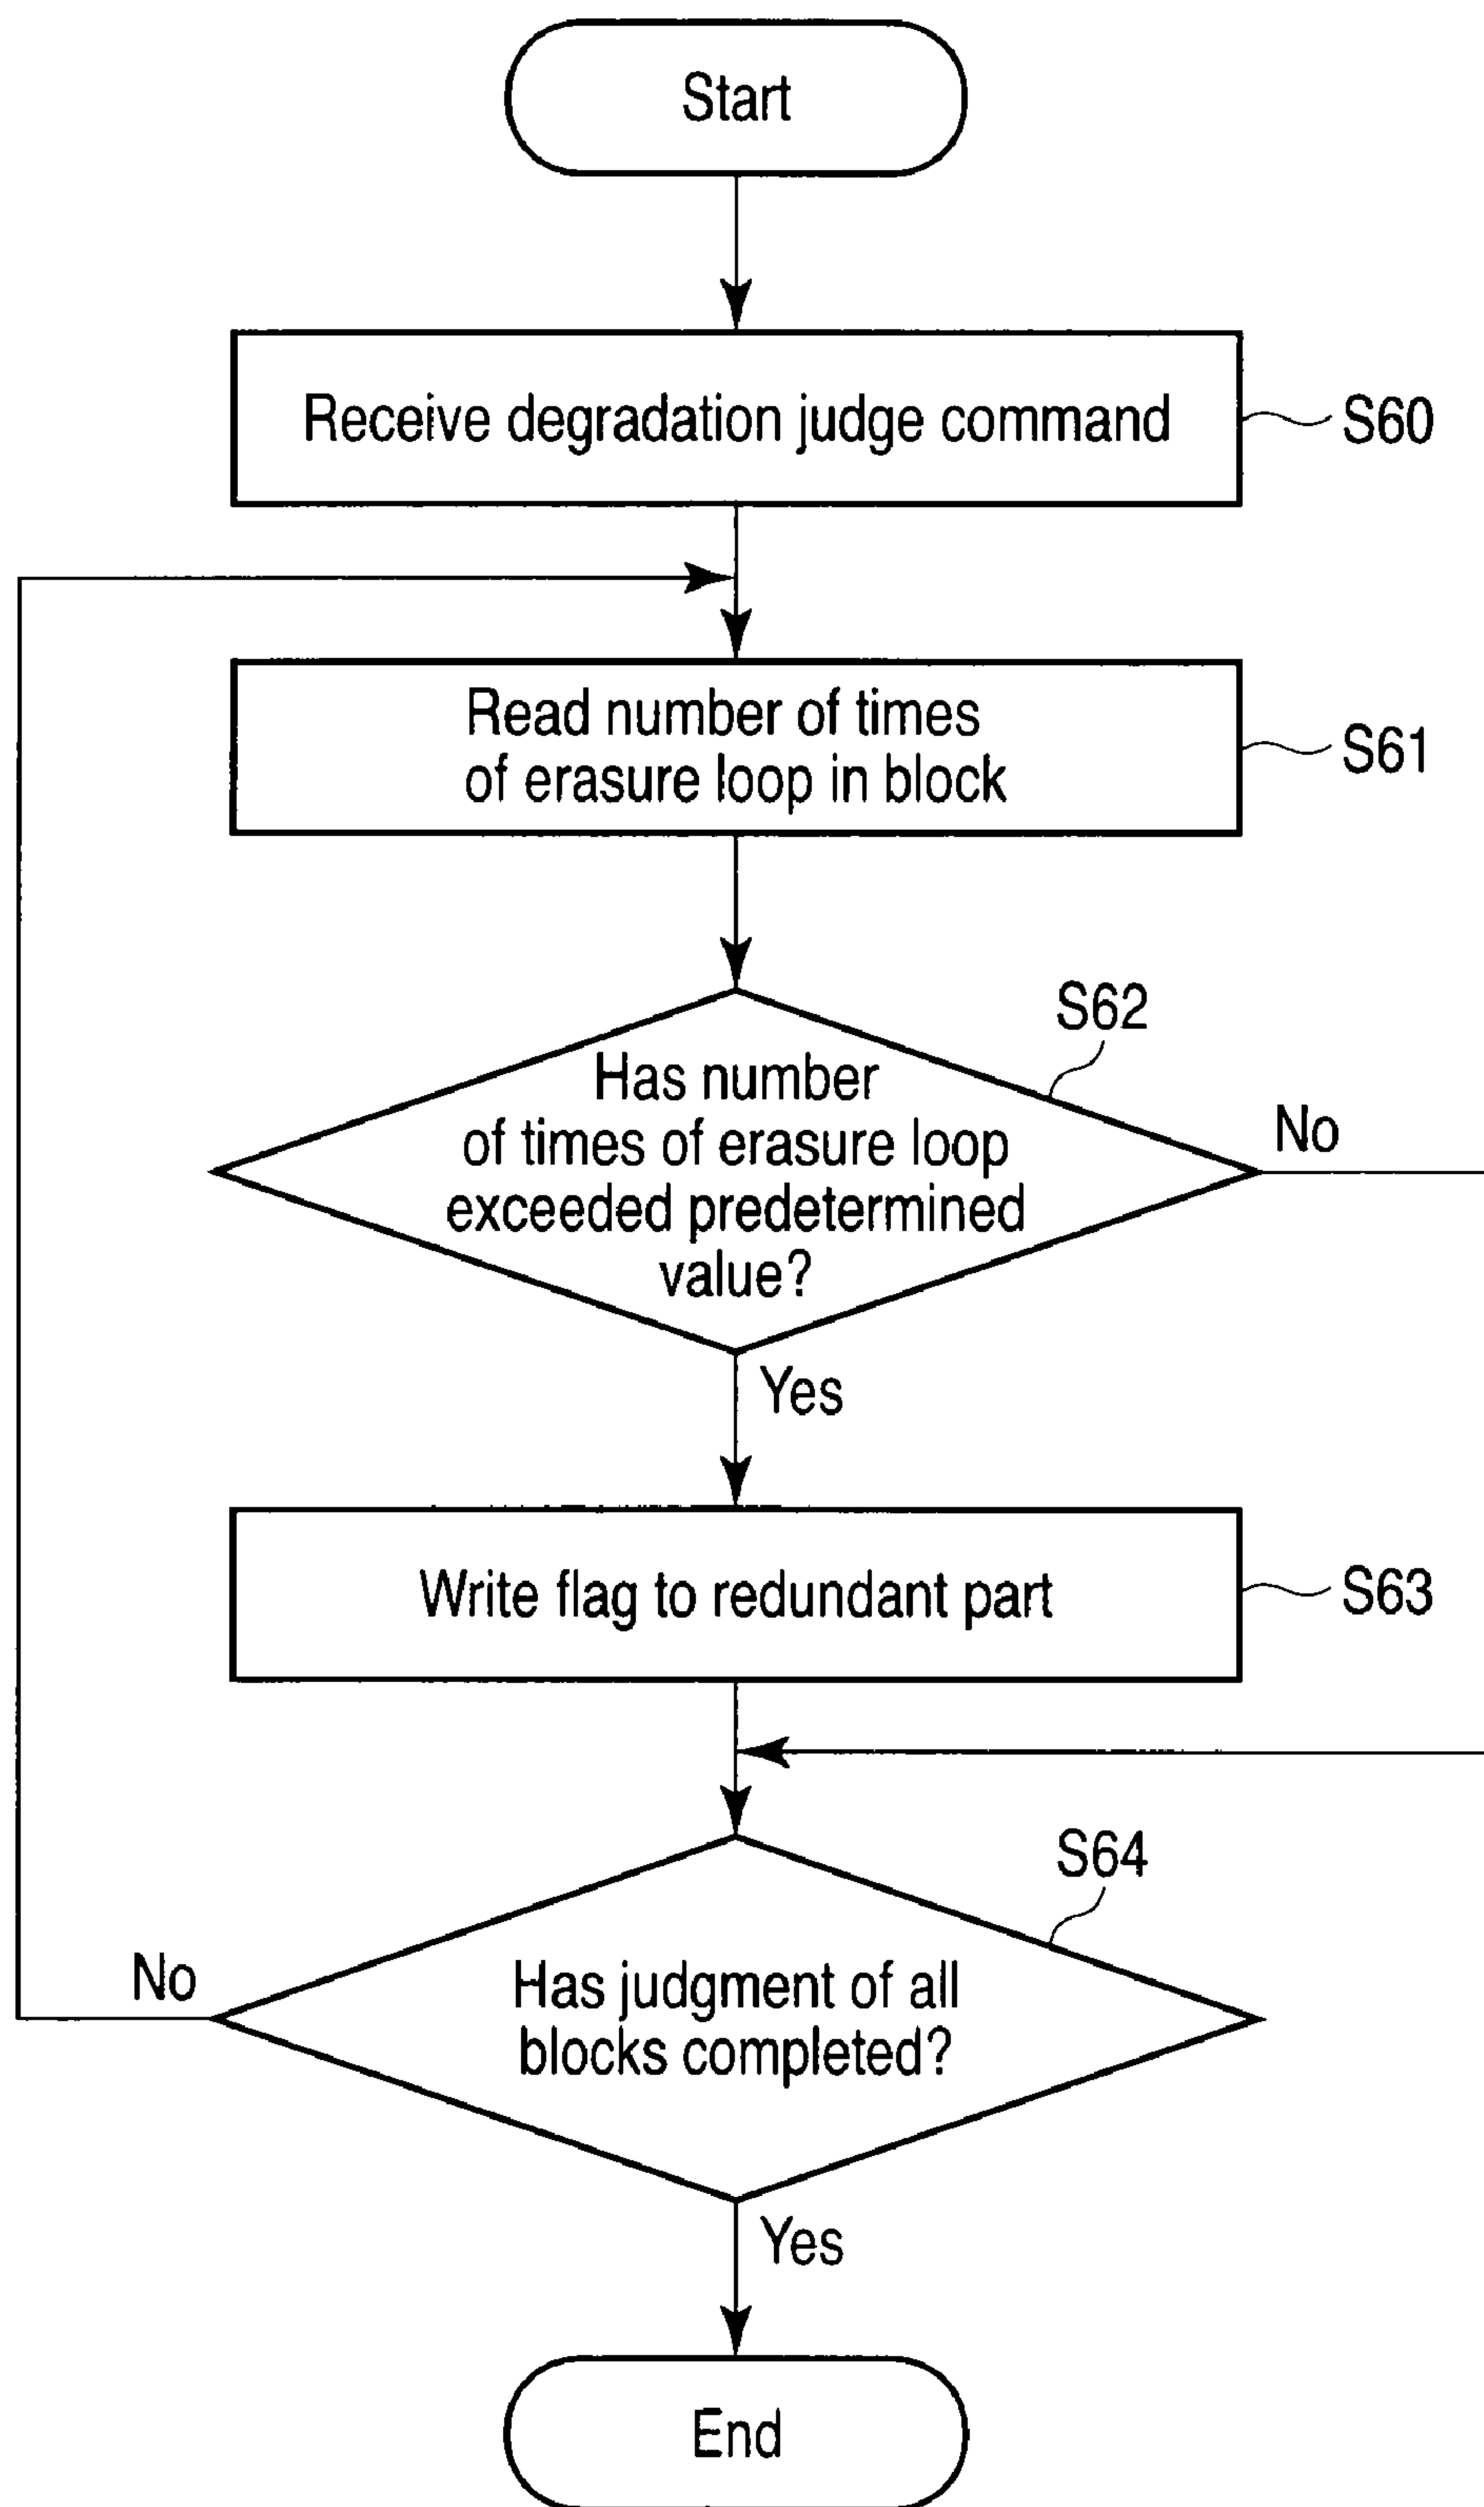 Start
Receive degradation judge command
S60
Read number of times
of erasure loop in block
S61
S62
Has number
of times of erasure loop
exceeded predetermined
value?
No
Yes
Write flag to redundant part
S63
S64
Has judgment of all
blocks completed?
No
Yes
End